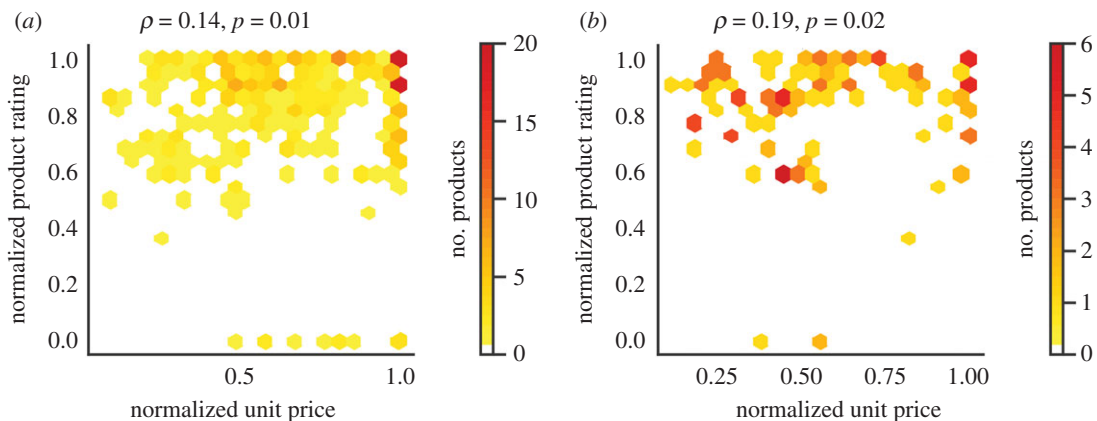 (a) ρ = 0.14, p = 0.01
normalized product rating
1.0
0.8
0.6
0.4
0.2
0.0
0.5 1.0
normalized unit price
20
15
10
5
0
no. products
(b) ρ = 0.19, p = 0.02
normalized product rating
1.0
0.8
0.6
0.4
0.2
0.0
0.25 0.50 0.75 1.00
normalized unit price
6
5
4
3
2
1
0
no. products